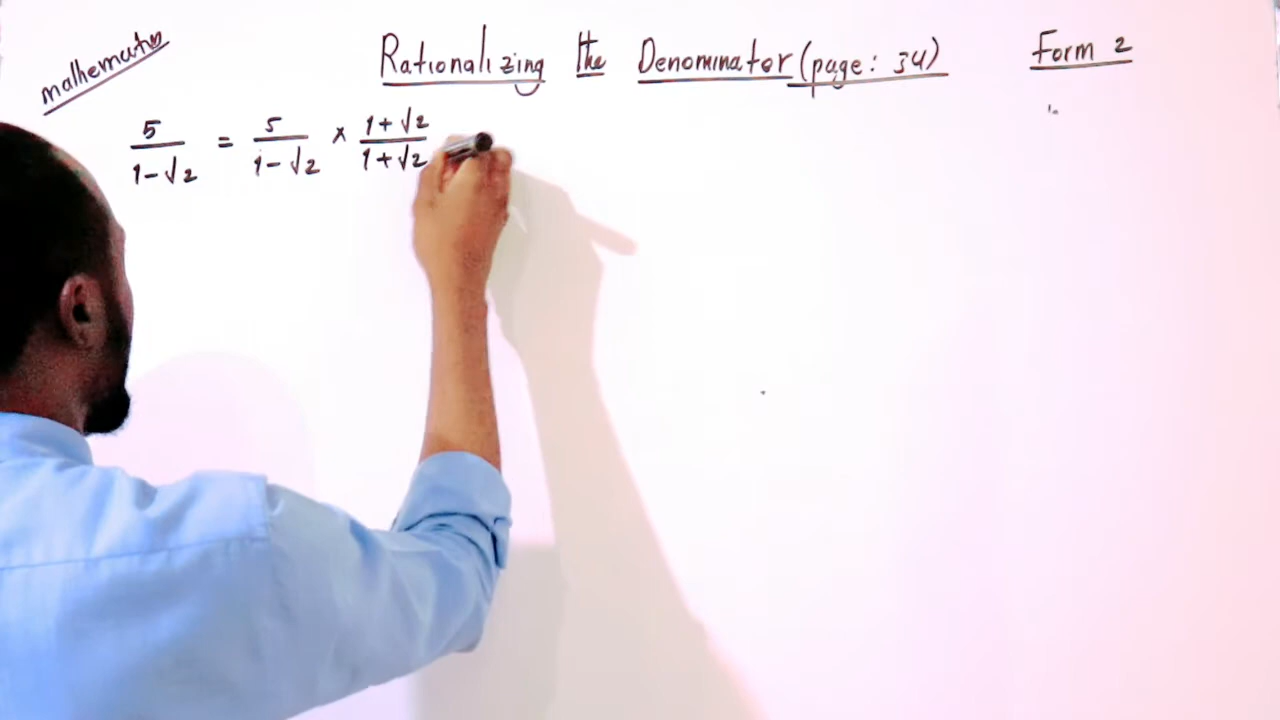 mathematics
Rationalizing the Denominator (page: 34)
Form 2
5/(1-√2) = 5/(1-√2) × (1+√2)/(1+√2)